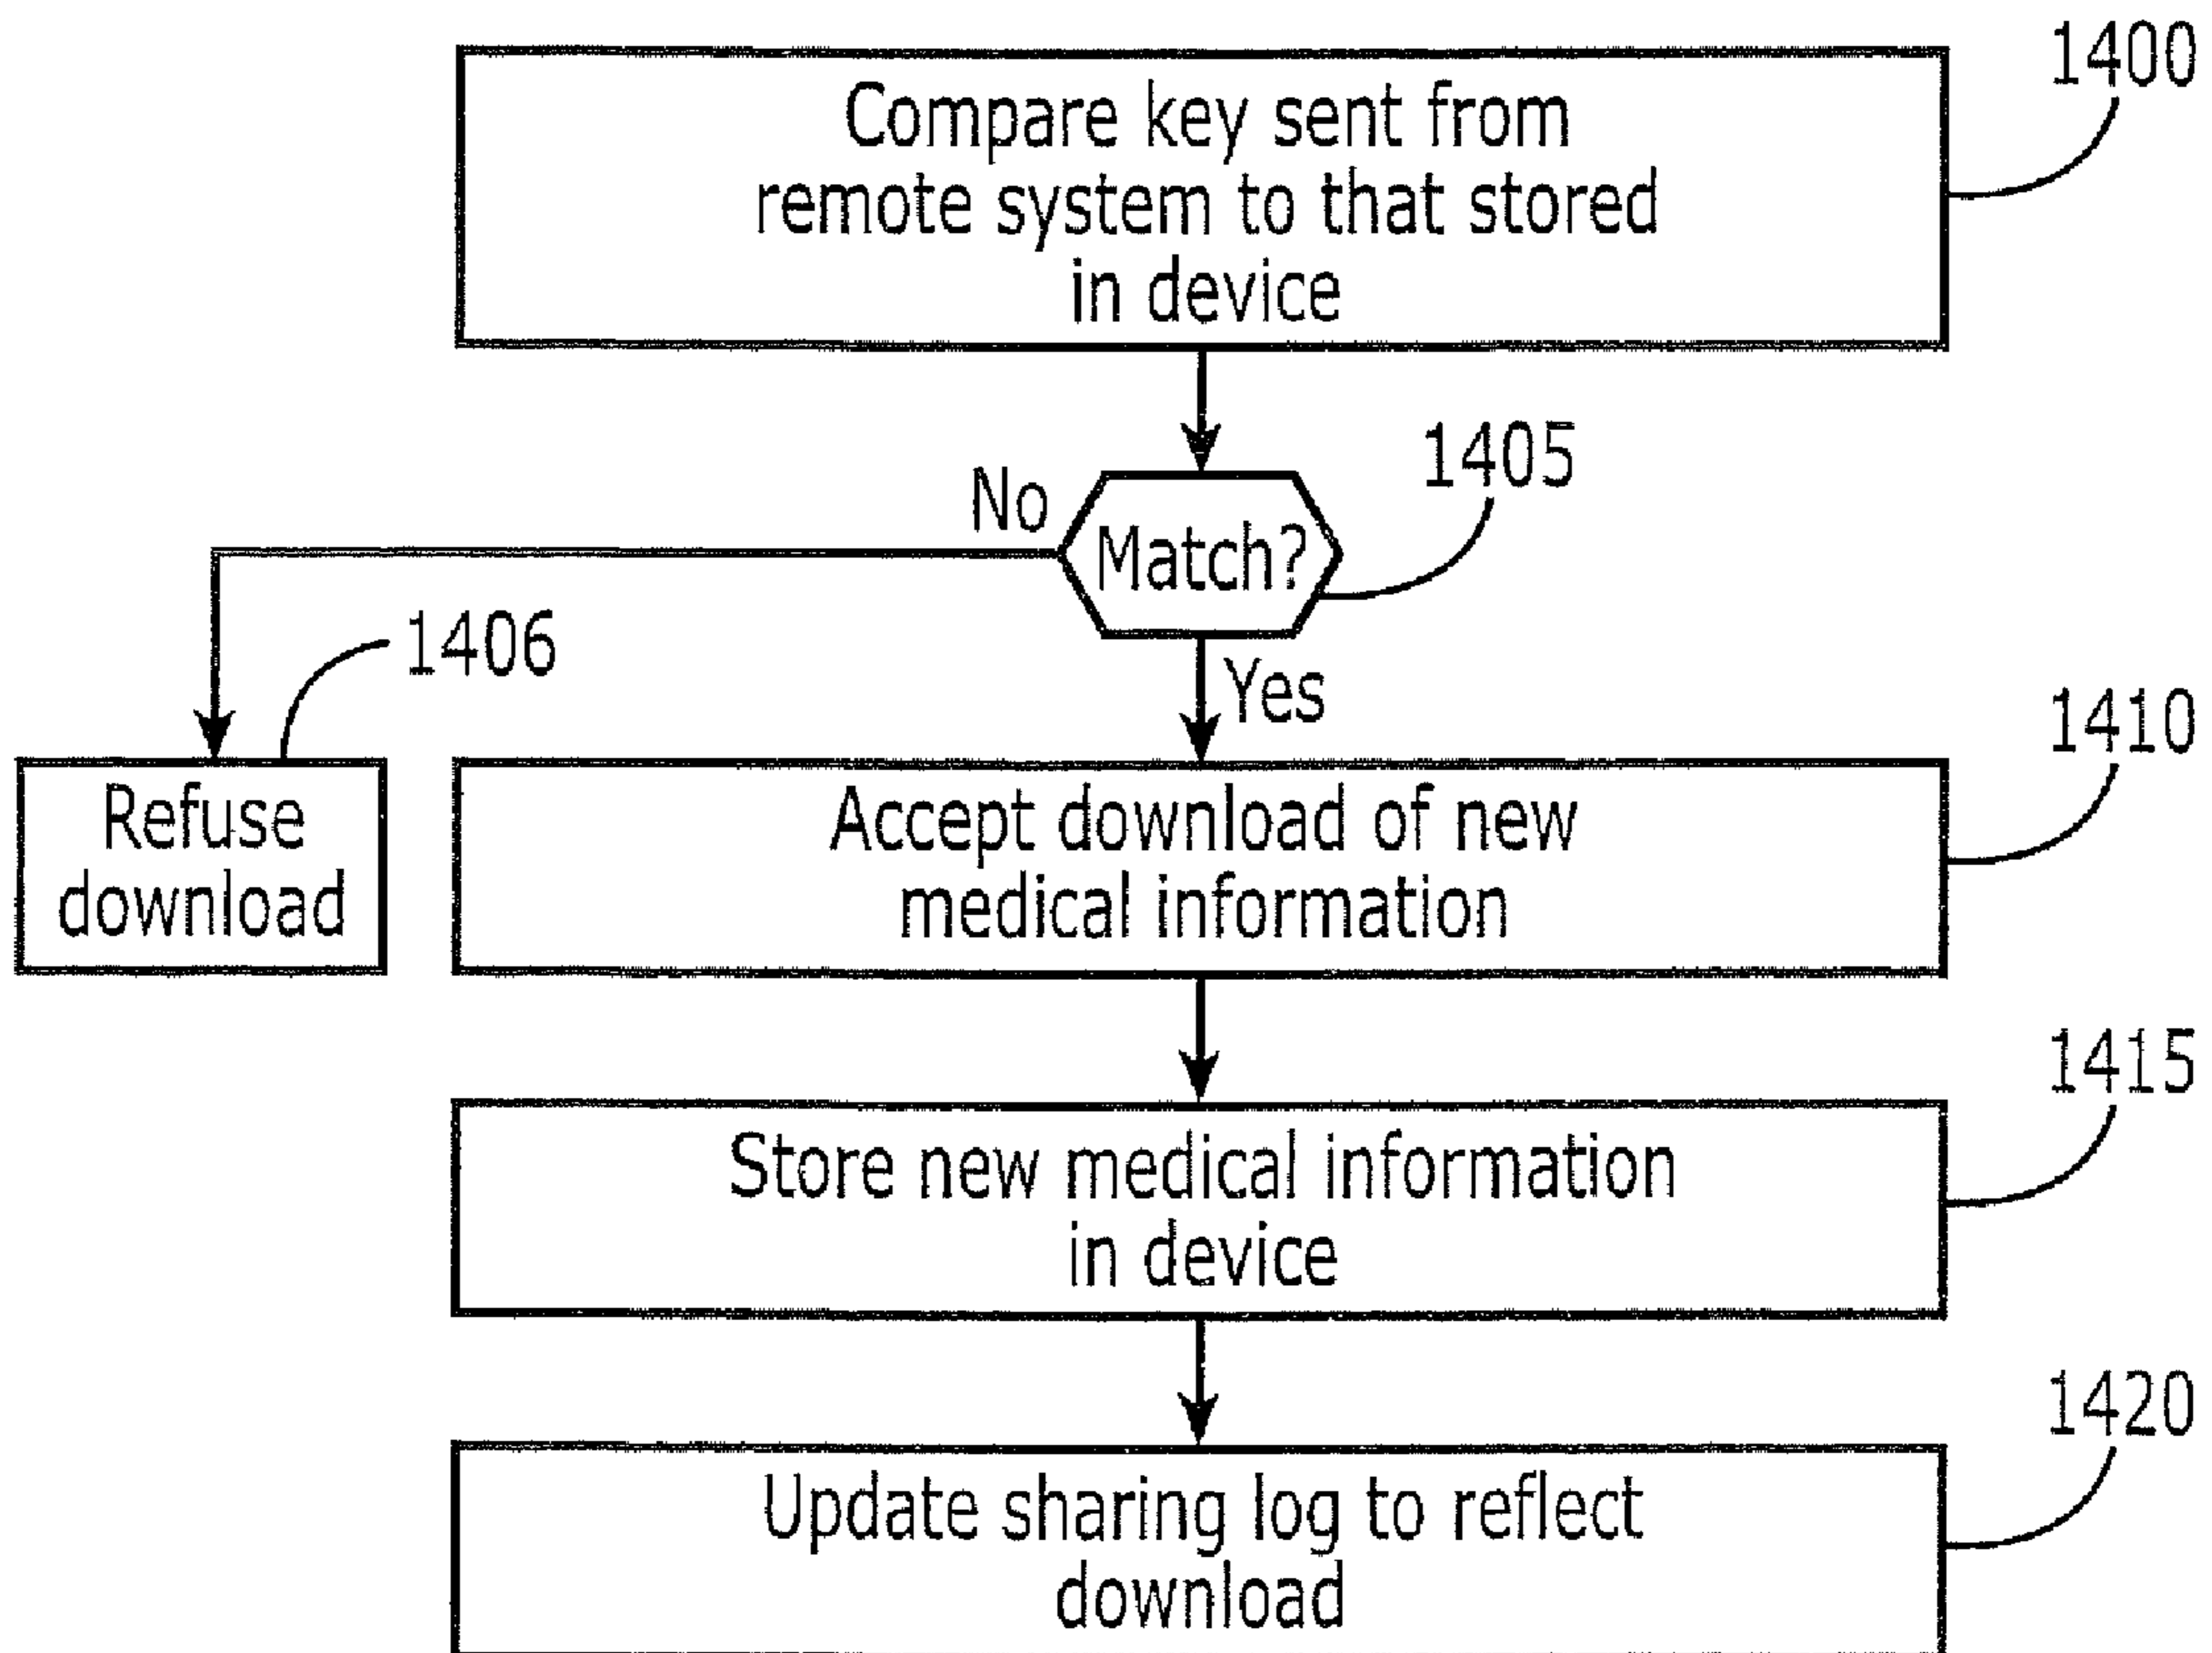 1400
Compare key sent from
remote system to that stored
in device
1405
No
Match?
1406
Yes
1410
Refuse
download
Accept download of new
medical information
1415
Store new medical information
in device
1420
Update sharing log to reflect
download